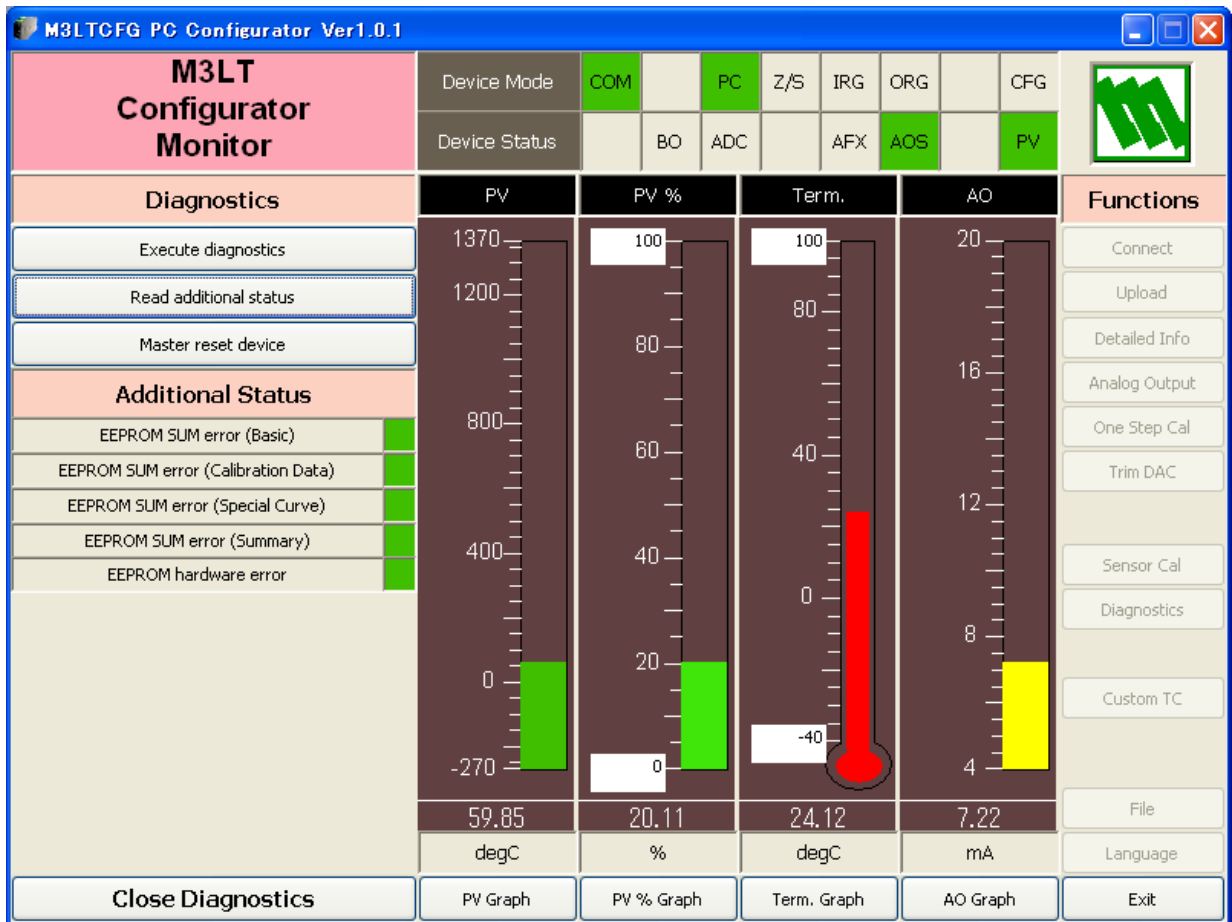 M3LTCFG PC Configurator Ver1.0.1
M3LT
Configurator
Monitor
Device Mode COM PC Z/S IRG ORG CFG
Device Status BO ADC AFX AOS PV
Diagnostics
Execute diagnostics
Read additional status
Master reset device
Additional Status
EEPROM SUM error (Basic)
EEPROM SUM error (Calibration Data)
EEPROM SUM error (Special Curve)
EEPROM SUM error (Summary)
EEPROM hardware error
Close Diagnostics
PV
1370
1200
800
400
0
-270
59.85
degC
PV Graph
PV %
100
80
60
40
20
0
20.11
%
PV % Graph
Term.
100
80
40
0
-40
24.12
degC
Term. Graph
AO
20
16
12
8
4
7.22
mA
AO Graph
Functions
Connect
Upload
Detailed Info
Analog Output
One Step Cal
Trim DAC
Sensor Cal
Diagnostics
Custom TC
File
Language
Exit